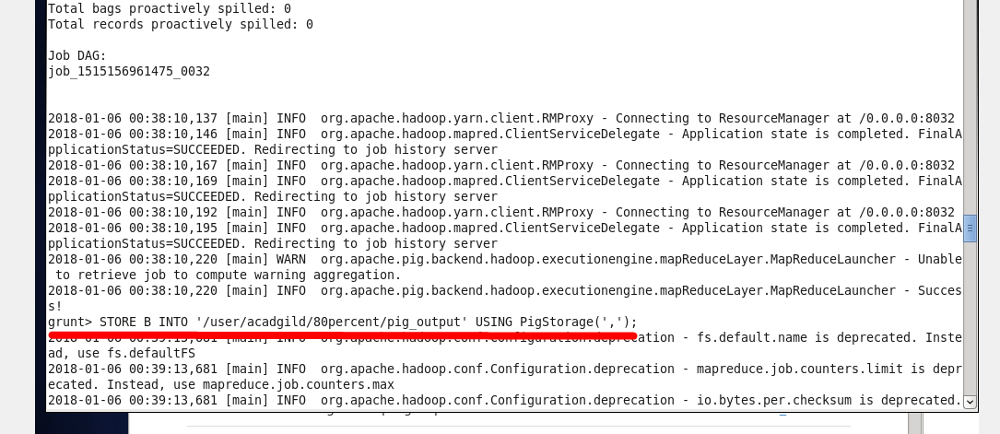 Total bags proactively spilled: 0
Total records proactively spilled: 0
Job DAG:
job_1515156961475_0032
2018-01-06 00:38:10,137 [main] INFO  org.apache.hadoop.yarn.client.RMProxy - Connecting to ResourceManager at /0.0.0.0:8032
2018-01-06 00:38:10,146 [main] INFO  org.apache.hadoop.mapred.ClientServiceDelegate - Application state is completed. FinalA
pplicationStatus=SUCCEEDED. Redirecting to job history server
2018-01-06 00:38:10,167 [main] INFO  org.apache.hadoop.yarn.client.RMProxy - Connecting to ResourceManager at /0.0.0.0:8032
2018-01-06 00:38:10,169 [main] INFO  org.apache.hadoop.mapred.ClientServiceDelegate - Application state is completed. FinalA
pplicationStatus=SUCCEEDED. Redirecting to job history server
2018-01-06 00:38:10,192 [main] INFO  org.apache.hadoop.yarn.client.RMProxy - Connecting to ResourceManager at /0.0.0.0:8032
2018-01-06 00:38:10,195 [main] INFO  org.apache.hadoop.mapred.ClientServiceDelegate - Application state is completed. FinalA
pplicationStatus=SUCCEEDED. Redirecting to job history server
2018-01-06 00:38:10,220 [main] WARN  org.apache.pig.backend.hadoop.executionengine.mapReduceLayer.MapReduceLauncher - Unable
 to retrieve job to compute warning aggregation.
2018-01-06 00:38:10,220 [main] INFO  org.apache.pig.backend.hadoop.executionengine.mapReduceLayer.MapReduceLauncher - Succes
s!
grunt> STORE B INTO '/user/acadgild/80percent/pig_output' USING PigStorage(',');
2018-01-06 00:39:13,681 [main] INFO  org.apache.hadoop.conf.Configuration.deprecation - fs.default.name is deprecated. Inste
ad, use fs.defaultFS
2018-01-06 00:39:13,681 [main] INFO  org.apache.hadoop.conf.Configuration.deprecation - mapreduce.job.counters.limit is depr
ecated. Instead, use mapreduce.job.counters.max
2018-01-06 00:39:13,681 [main] INFO  org.apache.hadoop.conf.Configuration.deprecation - io.bytes.per.checksum is deprecated.